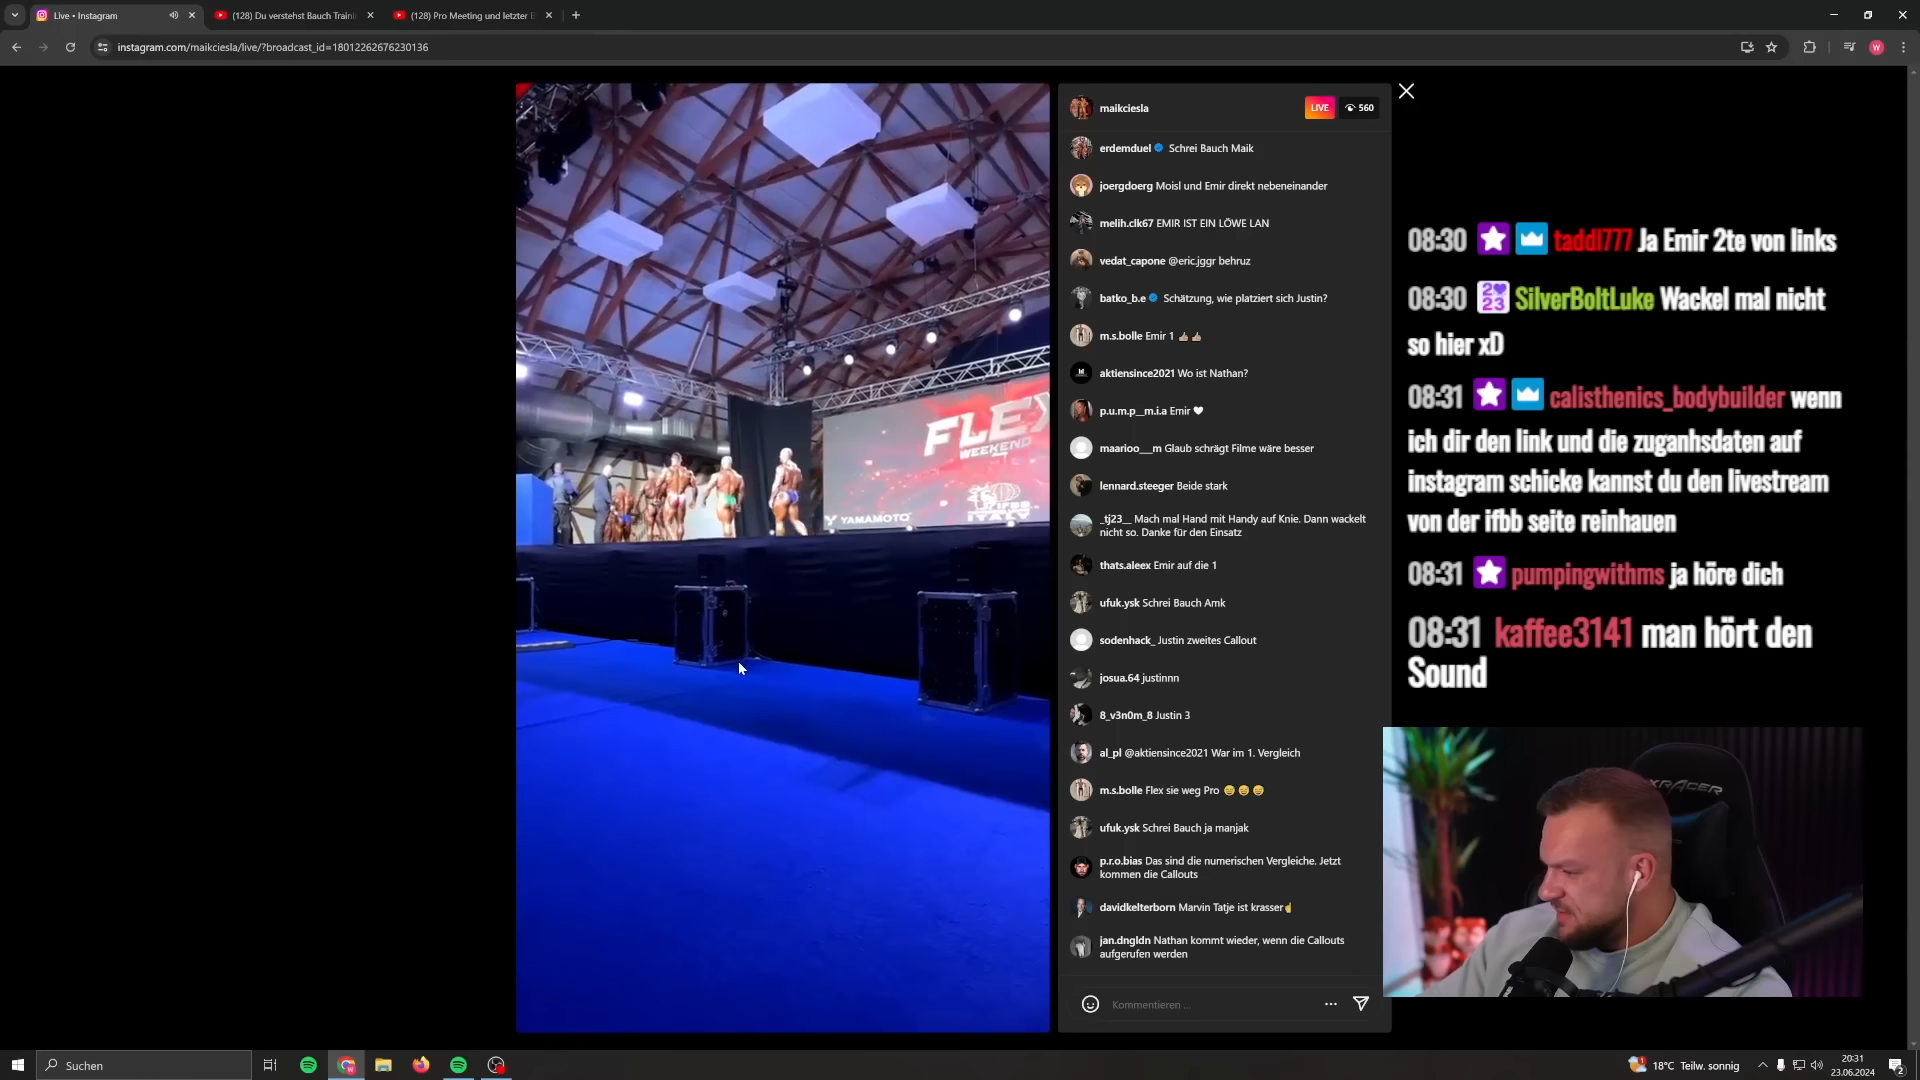 Live • Instagram
(128) Du verstehst Bauch Traini
(128) Pro Meeting und letzter E
instagram.com/maikciesla/live/?broadcast_id=18012262676230136
W
maikciesla
LIVE
560
erdemduel Schrei Bauch Maik
joergdoerg Moisl und Emir direkt nebeneinander
melih.clk67 EMIR IST EIN LÖWE LAN
vedat_capone @eric.jggr behruz
batko_b.e Schätzung, wie platziert sich Justin?
m.s.bolle Emir 1 👍🏼👍🏼
aktiensince2021 Wo ist Nathan?
p.u.m.p__m.i.a Emir 🤍
maarioo___m Glaub schrägt Filme wäre besser
lennard.steeger Beide stark
_tj23__ Mach mal Hand mit Handy auf Knie. Dann wackelt
nicht so. Danke für den Einsatz
thats.aleex Emir auf die 1
ufuk.ysk Schrei Bauch Amk
sodenhack_ Justin zweites Callout
josua.64 justinnn
8_v3n0m_8 Justin 3
al_pl @aktiensince2021 War im 1. Vergleich
m.s.bolle Flex sie weg Pro
ufuk.ysk Schrei Bauch ja manjak
p.r.o.bias Das sind die numerischen Vergleiche. Jetzt
kommen die Callouts
davidkelterborn Marvin Tatje ist krasser☝
jan.dngldn Nathan kommt wieder, wenn die Callouts
aufgerufen werden
Kommentieren ...
FLEX
WEEKEND
YAMAMOTO
IFBB
ITALY
08:30 taddl777 Ja Emir 2te von links
08:30 2023 SilverBoltLuke Wackel mal nicht
so hier xD
08:31 calisthenics_bodybuilder wenn
ich dir den link und die zuganhsdaten auf
instagram schicke kannst du den livestream
von der ifbb seite reinhauen
08:31 pumpingwithms ja höre dich
08:31 kaffee3141 man hört den
Sound
XRACER
Suchen
18°C Teilw. sonnig
20:31
23.06.2024
2